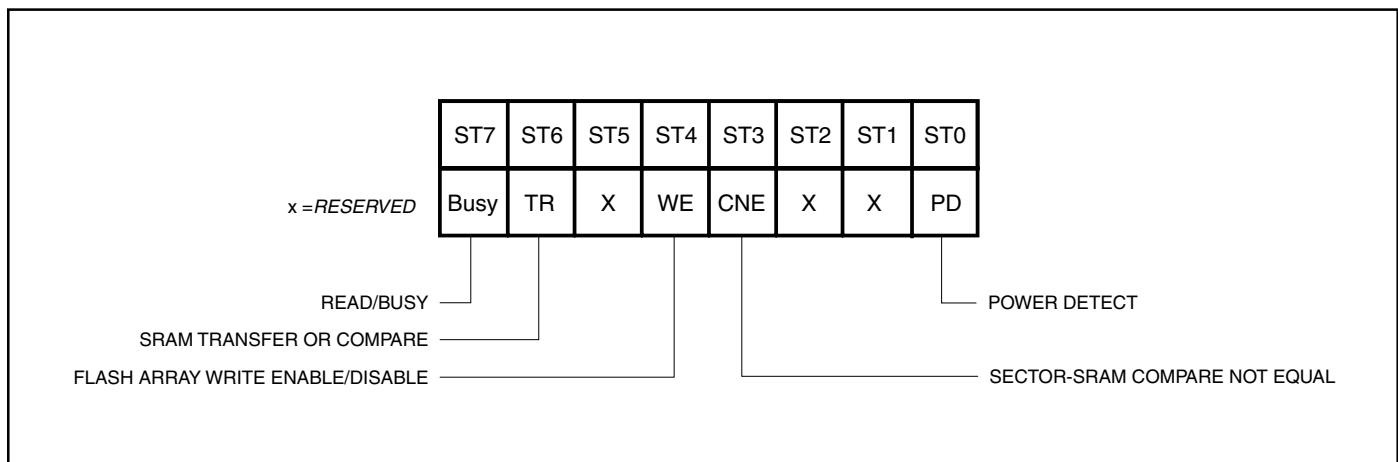 ST7 ST6 ST5 ST4 ST3 ST2 ST1 ST0
x =RESERVED Busy TR X WE CNE X X PD
READ/BUSY POWER DETECT
SRAM TRANSFER OR COMPARE
FLASH ARRAY WRITE ENABLE/DISABLE SECTOR-SRAM COMPARE NOT EQUAL